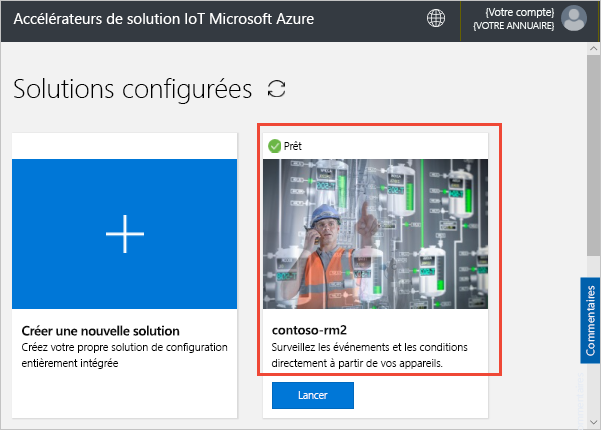 Accélérateurs de solution IoT Microsoft Azure
{Votre compte}
{VOTRE ANNUAIRE}
Solutions configurées
Créer une nouvelle solution
Créez votre propre solution de configuration
entièrement intégrée
Prêt
contoso-rm2
Surveillez les événements et les conditions
directement à partir de vos appareils.
Lancer
Commentaires